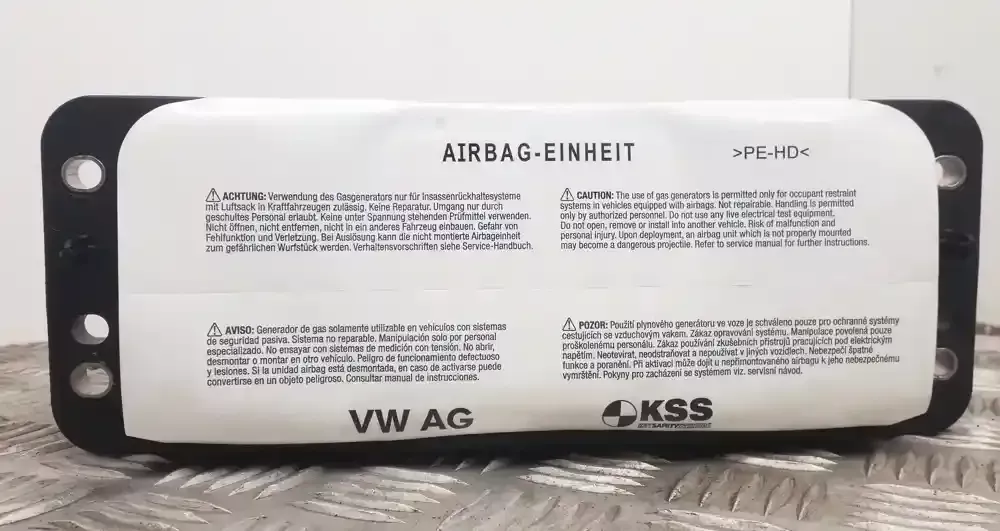 AIRBAG-EINHEIT
>PE-HD<
⚠ ACHTUNG: Verwendung des Gasgenerators nur für Insassenrückhaltesysteme
mit Luftsack in Kraftfahrzeugen zulässig. Keine Reparatur. Umgang nur durch
geschultes Personal erlaubt. Keine unter Spannung stehenden Prüfmittel verwenden.
Nicht öffnen, nicht entfernen, nicht in ein anderes Fahrzeug einbauen. Gefahr von
Fehlfunktion und Verletzung. Bei Auslösung kann die nicht montierte Airbageinheit
zum gefährlichen Wurfstück werden. Verhaltensvorschriften siehe Service-Handbuch.
⚠ CAUTION: The use of gas generators is permitted only for occupant restraint
systems in vehicles equipped with airbags. Not repairable. Handling is permitted
only by authorized personnel. Do not use any live electrical test equipment.
Do not open, remove or install into another vehicle. Risk of malfunction and
personal injury. Upon deployment, an airbag unit which is not properly mounted
may become a dangerous projectile. Refer to service manual for further instructions.
⚠ AVISO: Generador de gas solamente utilizable en vehículos con sistemas
de seguridad pasiva. Sistema no reparable. Manipulación solo por personal
especializado. No ensayar con sistemas de medición con tensión. No abrir,
desmontar o montar en otro vehículo. Peligro de funcionamiento defectuoso
y lesiones. Si la unidad airbag está desmontada, en caso de activarse puede
convertirse en un objeto peligroso. Consultar manual de instrucciones.
⚠ POZOR: Použití plynového generátoru ve voze je schváleno pouze pro ochranné systémy
cestujících se vzduchovým vakem. Zákaz opravování systému. Manipulace povolená pouze
proškolenému personálu. Zákaz používání zkušebních přístrojů pracujících pod elektrickým
napětím. Neotevírat, neodstraňovat a nepoužívat v jiných vozidlech. Nebezpečí špatné
funkce a poranění. Při aktivaci může dojít u nepřimontovaného airbagu k jeho nebezpečnému
vymrštění. Pokyny pro zacházení se systémem viz. servisní návod.
VW AG
KSS